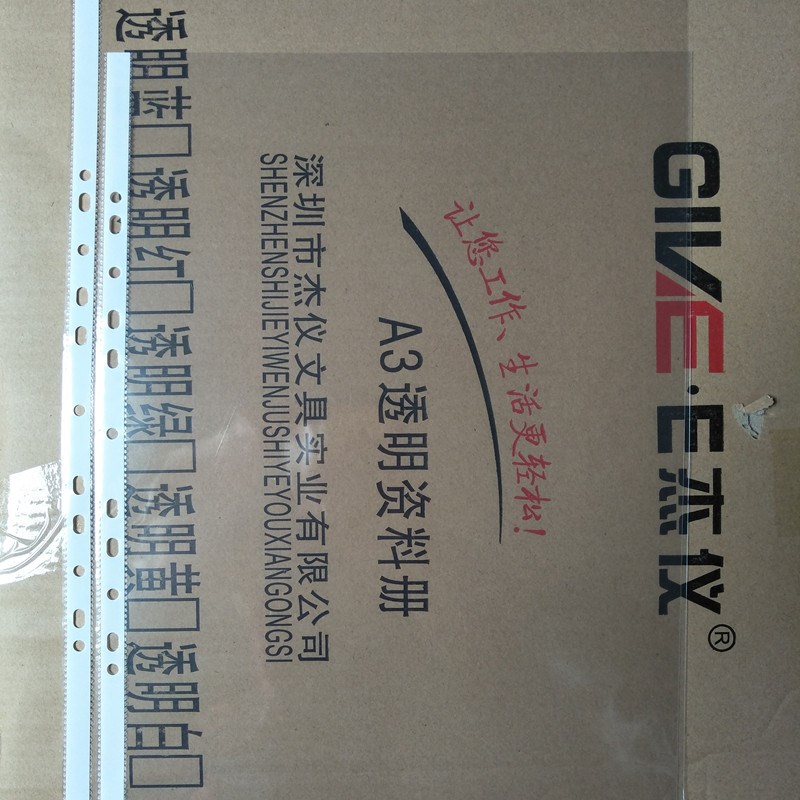 GIVE·E杰仪®
让您工作、生活更轻松!
A3透明资料册
深圳市杰仪文具实业有限公司
SHENZHENSHIJIEYIWENJUSHIYEYOUXIANGONGSI
透明蓝□ 透明红□ 透明绿□ 透明黄□ 透明白□